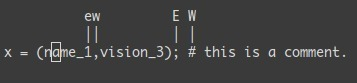 ew E W
|| | |
x = (name_1,vision_3); # this is a comment.